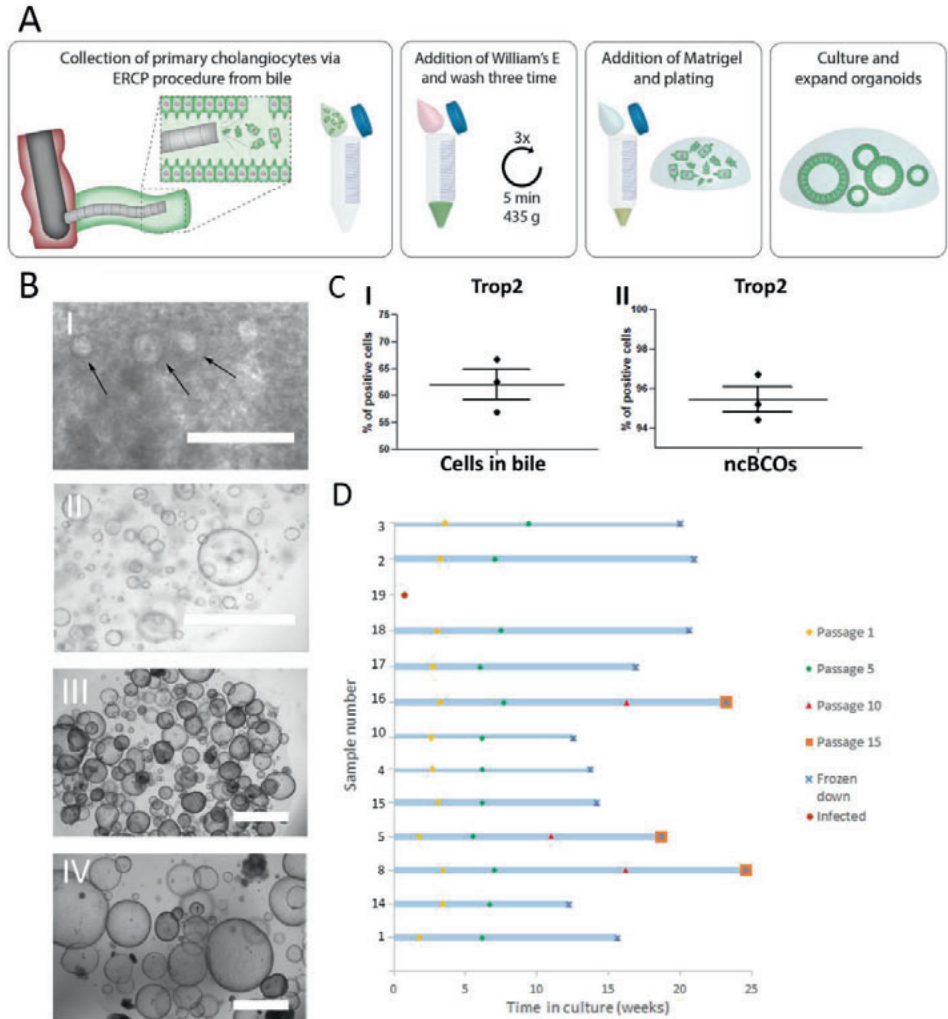 A
Collection of primary cholangiocytes via
ERCP procedure from bile
Addition of William's E
and wash three time
3x
5 min
435 g
Addition of Matrigel
and plating
Culture and
expand organoids
B
I
II
III
IV
C
I
Trop2
% of positive cells
75
70
65
60
55
50
Cells in bile
II
Trop2
% of positive cells
100
98
96
94
ncBCOs
D
Sample number
3
2
19
18
17
16
10
4
15
5
8
14
1
0
5
10
15
20
25
Time in culture (weeks)
Passage 1
Passage 5
Passage 10
Passage 15
Frozen
down
Infected